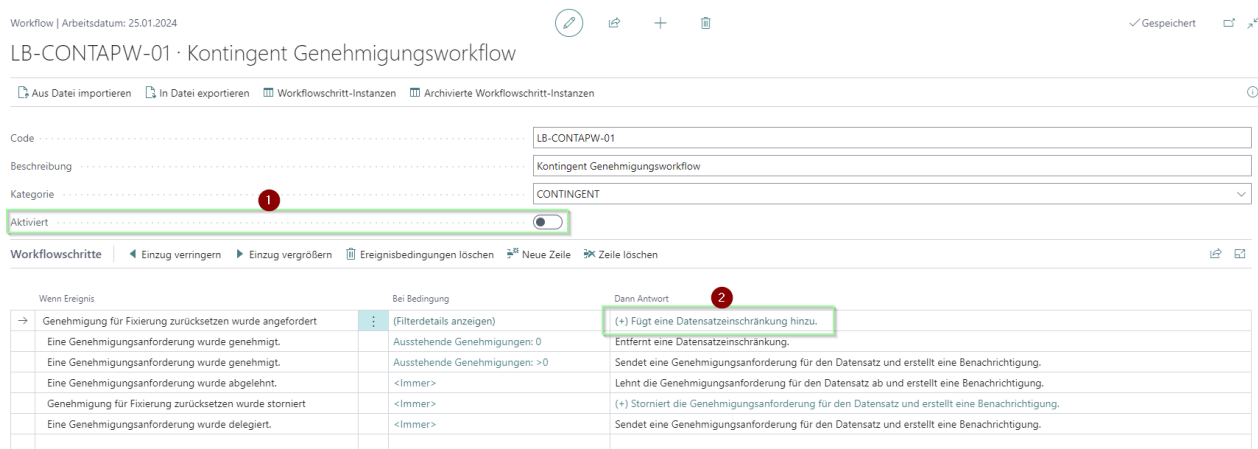 Workflow | Arbeitsdatum: 25.01.2024
Gespeichert
LB-CONTAPW-01 · Kontingent Genehmigungsworkflow
Aus Datei importieren In Datei exportieren Workflowschritt-Instanzen Archivierte Workflowschritt-Instanzen
Code LB-CONTAPW-01
Beschreibung Kontingent Genehmigungsworkflow
Kategorie CONTINGENT
1
Aktiviert
Workflowschritte Einzug verringern Einzug vergrößern Ereignisbedingungen löschen Neue Zeile Zeile löschen
2
Wenn Ereignis Bei Bedingung Dann Antwort
Genehmigung für Fixierung zurücksetzen wurde angefordert (Filterdetails anzeigen) (+) Fügt eine Datensatzeinschränkung hinzu.
Eine Genehmigungsanforderung wurde genehmigt. Ausstehende Genehmigungen: 0 Entfernt eine Datensatzeinschränkung.
Eine Genehmigungsanforderung wurde genehmigt. Ausstehende Genehmigungen: >0 Sendet eine Genehmigungsanforderung für den Datensatz und erstellt eine Benachrichtigung.
Eine Genehmigungsanforderung wurde abgelehnt. <Immer> Lehnt die Genehmigungsanforderung für den Datensatz ab und erstellt eine Benachrichtigung.
Genehmigung für Fixierung zurücksetzen wurde storniert <Immer> (+) Storniert die Genehmigungsanforderung für den Datensatz und erstellt eine Benachrichtigung.
Eine Genehmigungsanforderung wurde delegiert. <Immer> Sendet eine Genehmigungsanforderung für den Datensatz und erstellt eine Benachrichtigung.